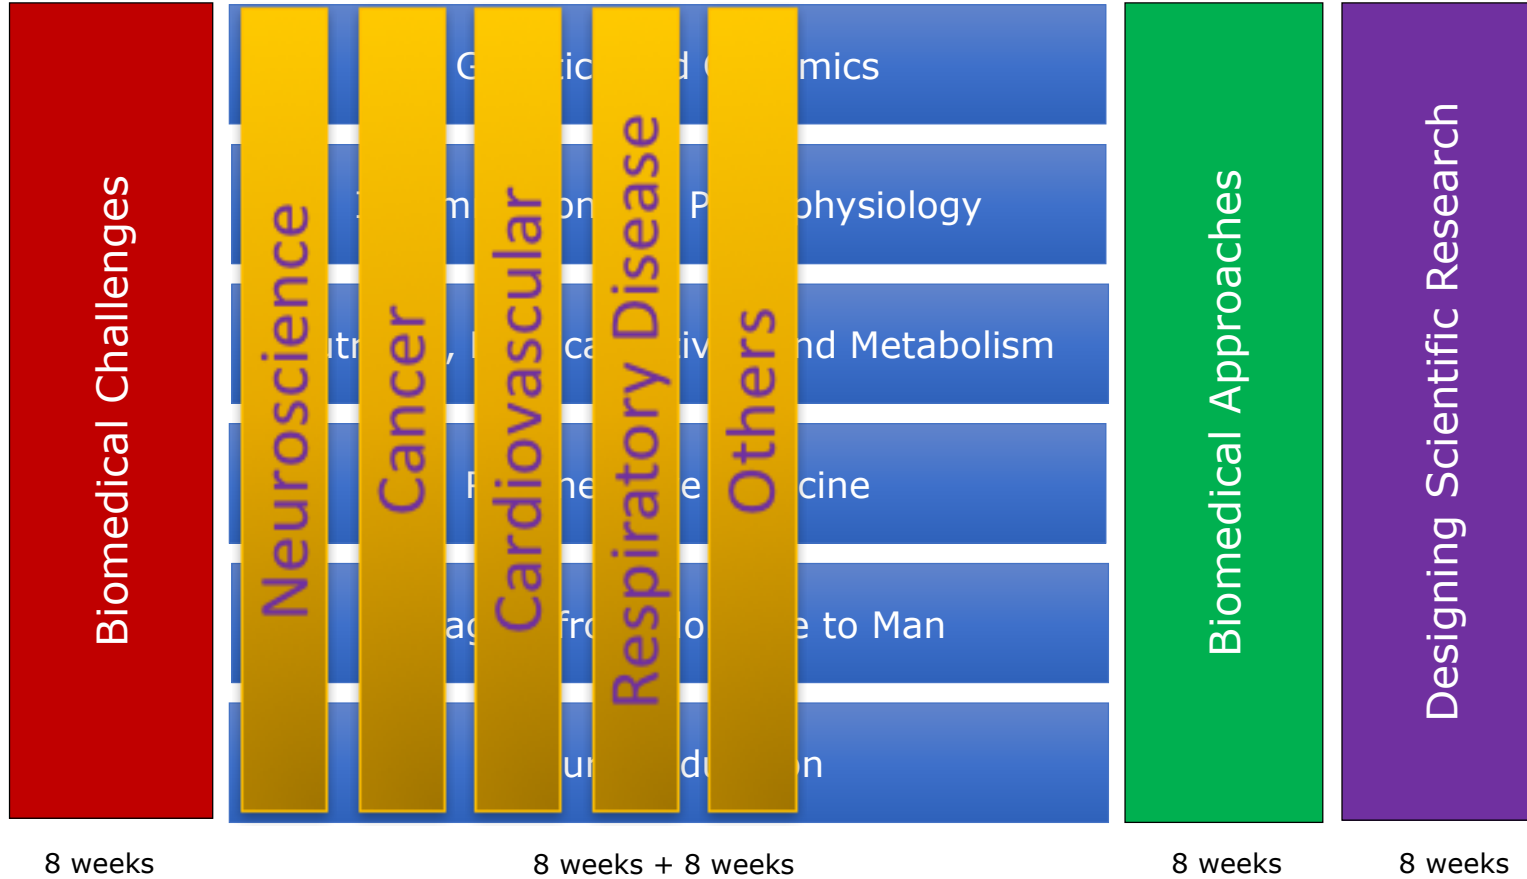 Biomedical Challenges
mics
physiology
and Metabolism
cine
to Man
Neuroscience
Cancer
Cardiovascular
Respiratory Disease
Others
Biomedical Approaches
Designing Scientific Research
8 weeks
8 weeks + 8 weeks
8 weeks
8 weeks